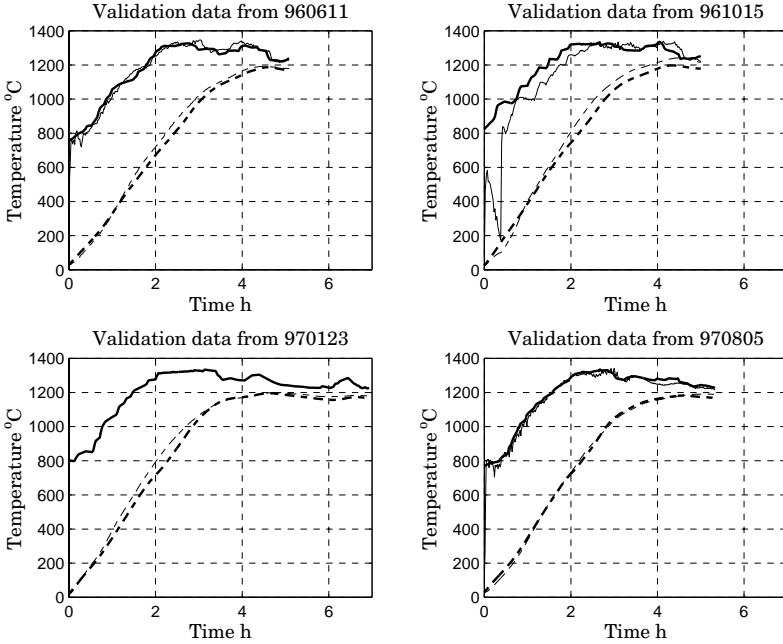 Validation data from 960611
1400
1200
1000
800
600
400
200
0
0 2 4 6
Temperature °C
Time h
Validation data from 961015
1400
1200
1000
800
600
400
200
0
0 2 4 6
Temperature °C
Time h
Validation data from 970123
1400
1200
1000
800
600
400
200
0
0 2 4 6
Temperature °C
Time h
Validation data from 970805
1400
1200
1000
800
600
400
200
0
0 2 4 6
Temperature °C
Time h